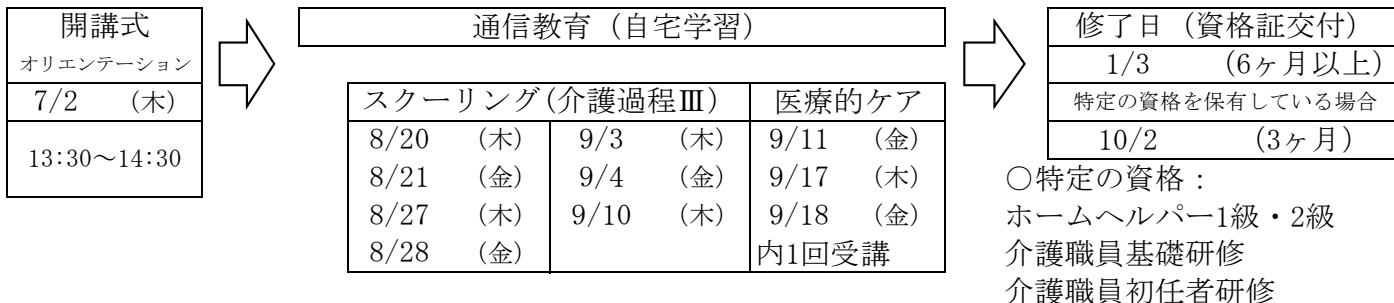 開講式
オリエンテーション
7/2 (木)
13:30～14:30
通信教育（自宅学習）
スクーリング(介護過程Ⅲ) 医療的ケア
8/20 (木) 9/3 (木) 9/11 (金)
8/21 (金) 9/4 (金) 9/17 (木)
8/27 (木) 9/10 (木) 9/18 (金)
8/28 (金) 内1回受講
修了日（資格証交付）
1/3 (6ヶ月以上)
特定の資格を保有している場合
10/2 (3ヶ月)
○特定の資格：
ホームヘルパー1級・2級
介護職員基礎研修
介護職員初任者研修